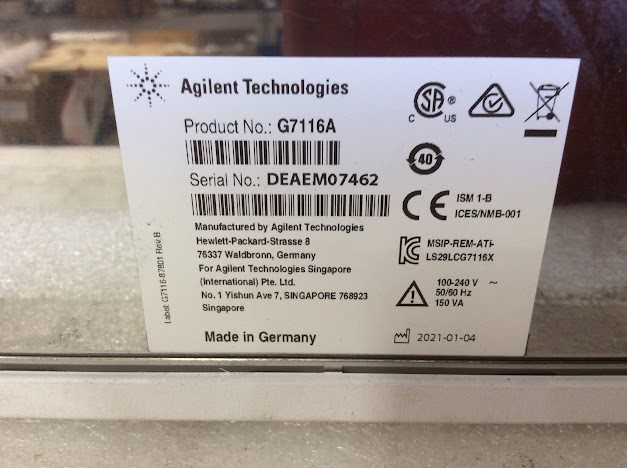 Agilent Technologies
Product No.: G7116A
Serial No.: DEAEM07462
Manufactured by Agilent Technologies
Hewlett-Packard-Strasse 8
76337 Waldbronn, Germany
For Agilent Technologies Singapore
(International) Pte. Ltd.
No. 1 Yishun Ave 7, SINGAPORE 768923
Singapore
Made in Germany
Label: G7116-87801 Rev B
C SA ® US
40
CE ISM 1-B
ICES/NMB-001
MSIP-REM-ATI-
LS29LCG7116X
100-240 V ~
50/60 Hz
150 VA
2021-01-04